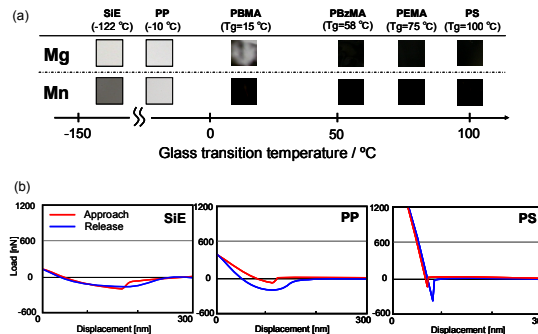 (a)
SiE PP PBMA PBzMA PEMA PS
(-122 ℃) (-10 ℃) (Tg=15 ℃) (Tg=58 ℃) (Tg=75 ℃) (Tg=100 ℃)
Mg
Mn
-150 0 50 100
Glass transition temperature / ºC
(b)
1200 1200 1200
Approach SiE PP PS
Release
600 600 600
Load [nN]
0 0 0
-600 -600 -600
0 300 0 300 0 300
Displacement [nm] Displacement [nm] Displacement [nm]